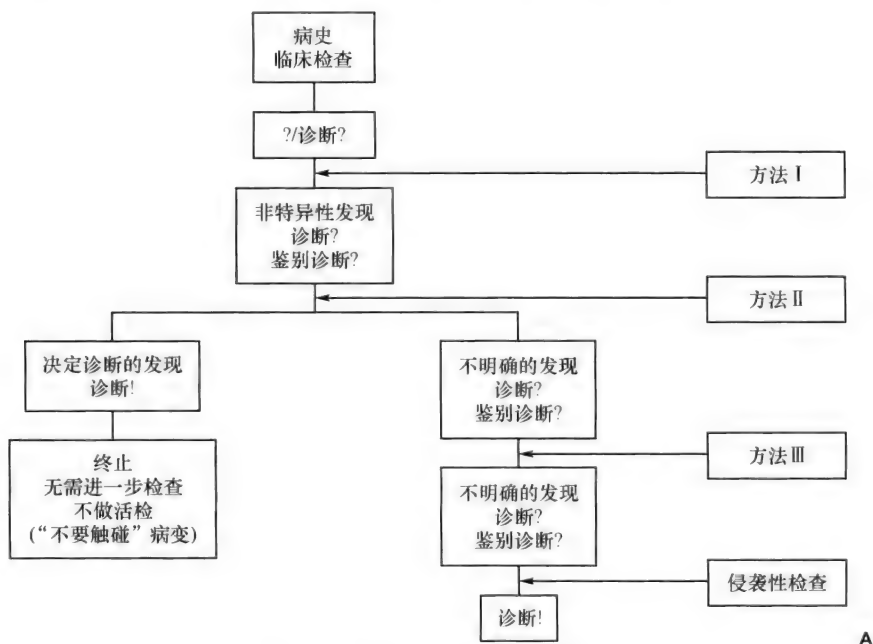 病史
临床检查
?/诊断?
方法Ⅰ
非特异性发现
诊断?
鉴别诊断?
方法Ⅱ
决定诊断的发现
诊断!
不明确的发现
诊断?
鉴别诊断?
终止
无需进一步检查
不做活检
(“不要触碰”病变)
方法Ⅲ
不明确的发现
诊断?
鉴别诊断?
侵袭性检查
诊断!
A